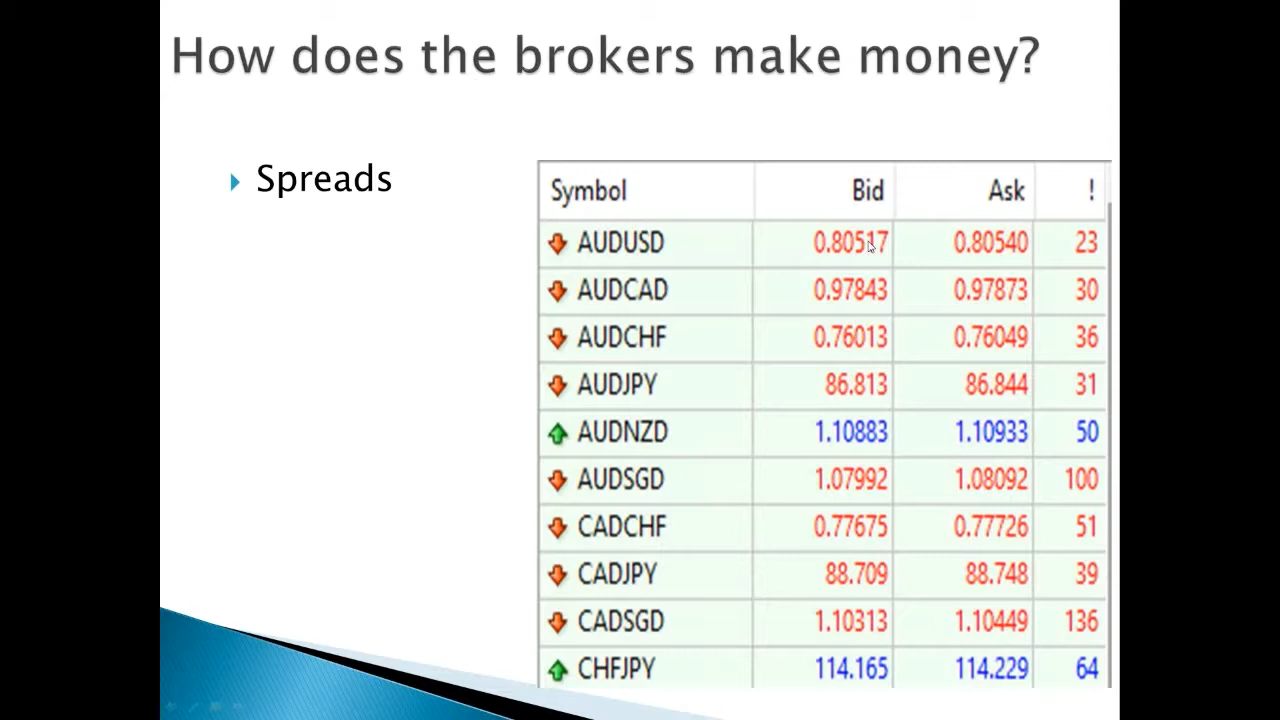 How does the brokers make money?
Spreads
Symbol Bid Ask !
AUDUSD 0.80517 0.80540 23
AUDCAD 0.97843 0.97873 30
AUDCHF 0.76013 0.76049 36
AUDJPY 86.813 86.844 31
AUDNZD 1.10883 1.10933 50
AUDSGD 1.07992 1.08092 100
CADCHF 0.77675 0.77726 51
CADJPY 88.709 88.748 39
CADSGD 1.10313 1.10449 136
CHFJPY 114.165 114.229 64